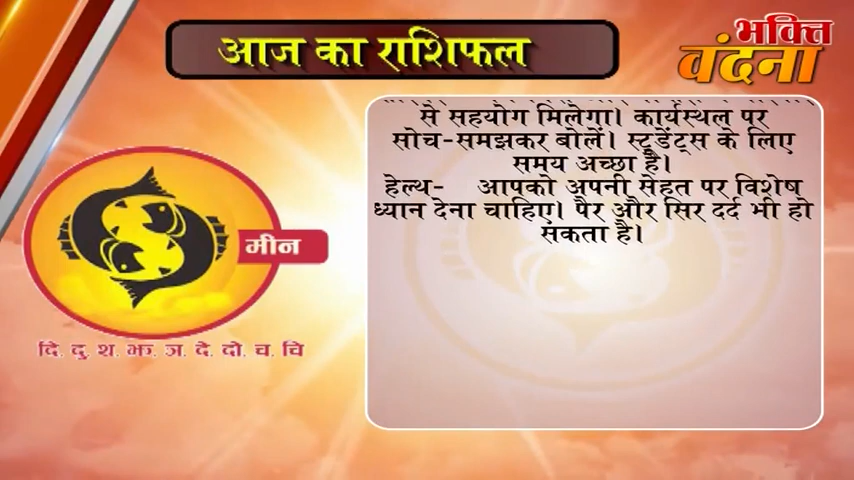 आज का राशिफल
भक्ति
वंदना
से सहयोग मिलेगा। कार्यस्थल पर
सोच-समझकर बोलें। स्टूडेंट्स के लिए
समय अच्छा है।
हेल्थ- आपको अपनी सेहत पर विशेष
ध्यान देना चाहिए। पैर और सिर दर्द भी हो
सकता है।
मीन
दि. दु. श. झ. ञ. दे. दो. च. चि